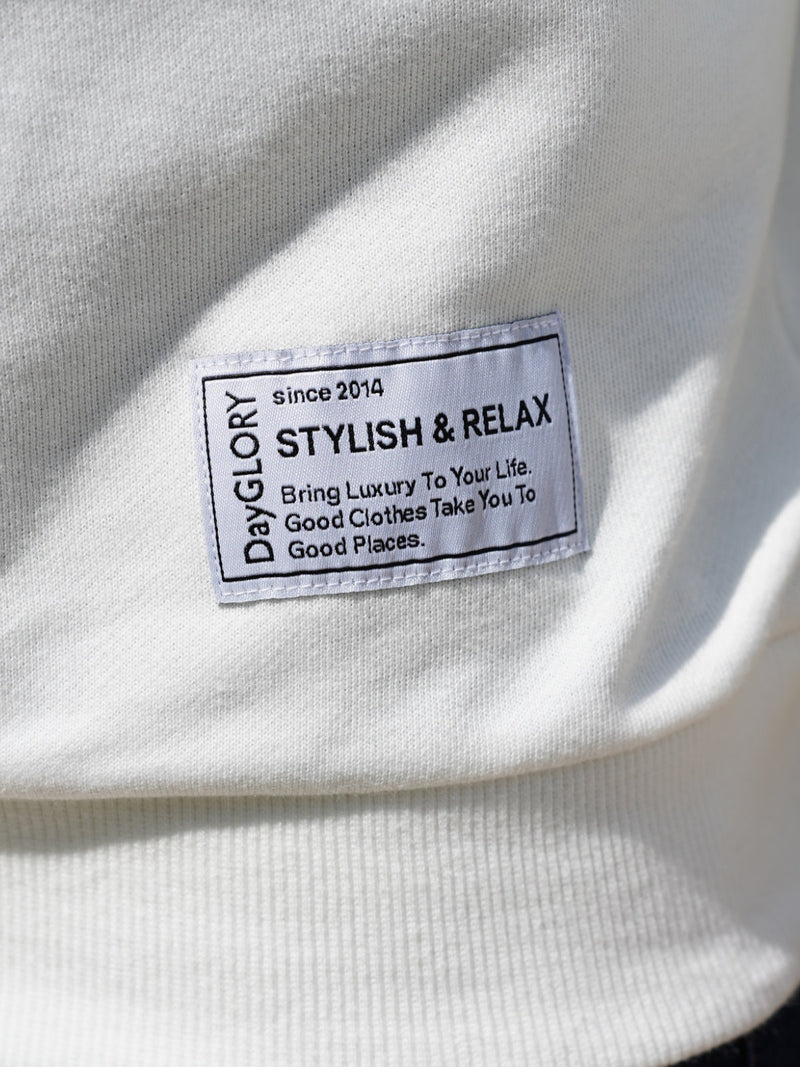 DayGLORY
since 2014
STYLISH & RELAX
Bring Luxury To Your Life.
Good Clothes Take You To
Good Places.